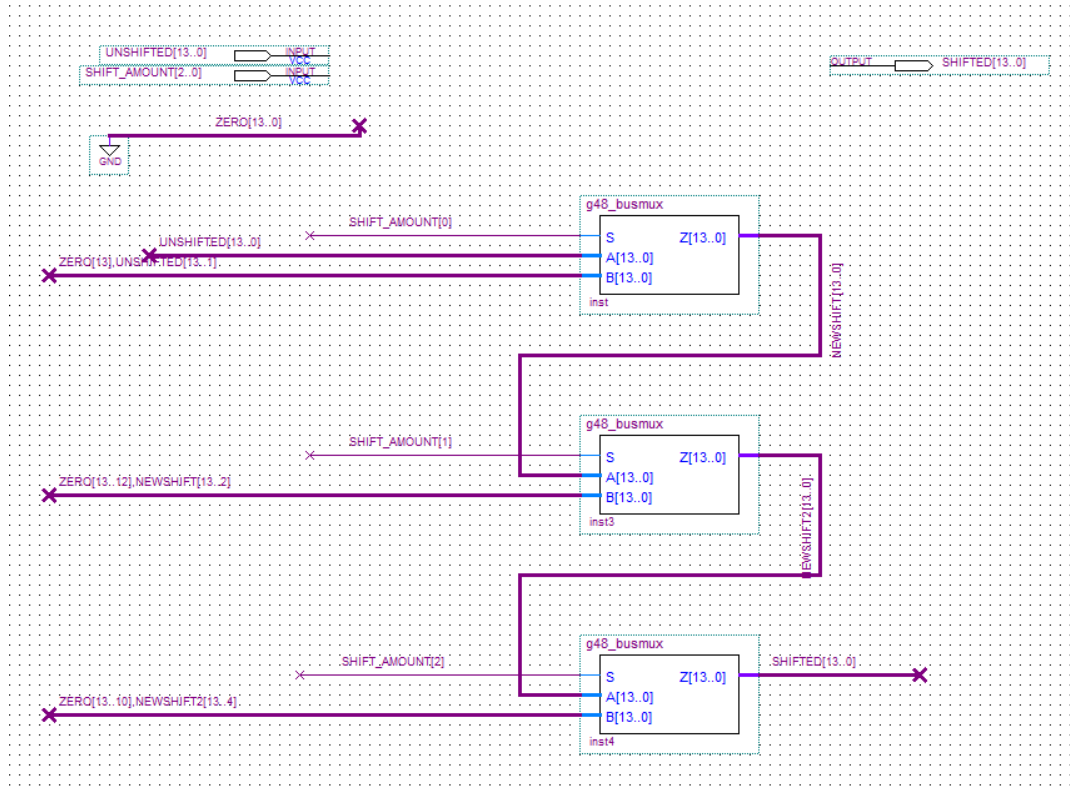 UNSHIFTED[13..0] INPUT VCC
SHIFT_AMOUNT[2..0] INPUT VCC
OUTPUT SHIFTED[13..0]
ZERO[13..0]
GND
g48_busmux
SHIFT_AMOUNT[0]
S Z[13..0]
UNSHIFTED[13..0]
A[13..0]
ZERO[13],UNSHIFTED[13..1]
B[13..0]
inst
NEWSHIFT[13..0]
g48_busmux
SHIFT_AMOUNT[1]
S Z[13..0]
A[13..0]
ZERO[13..12],NEWSHIFT[13..2]
B[13..0]
inst3
NEWSHIFT2[13..0]
g48_busmux
SHIFT_AMOUNT[2]
S Z[13..0]
SHIFTED[13..0]
A[13..0]
ZERO[13..10],NEWSHIFT2[13..4]
B[13..0]
inst4